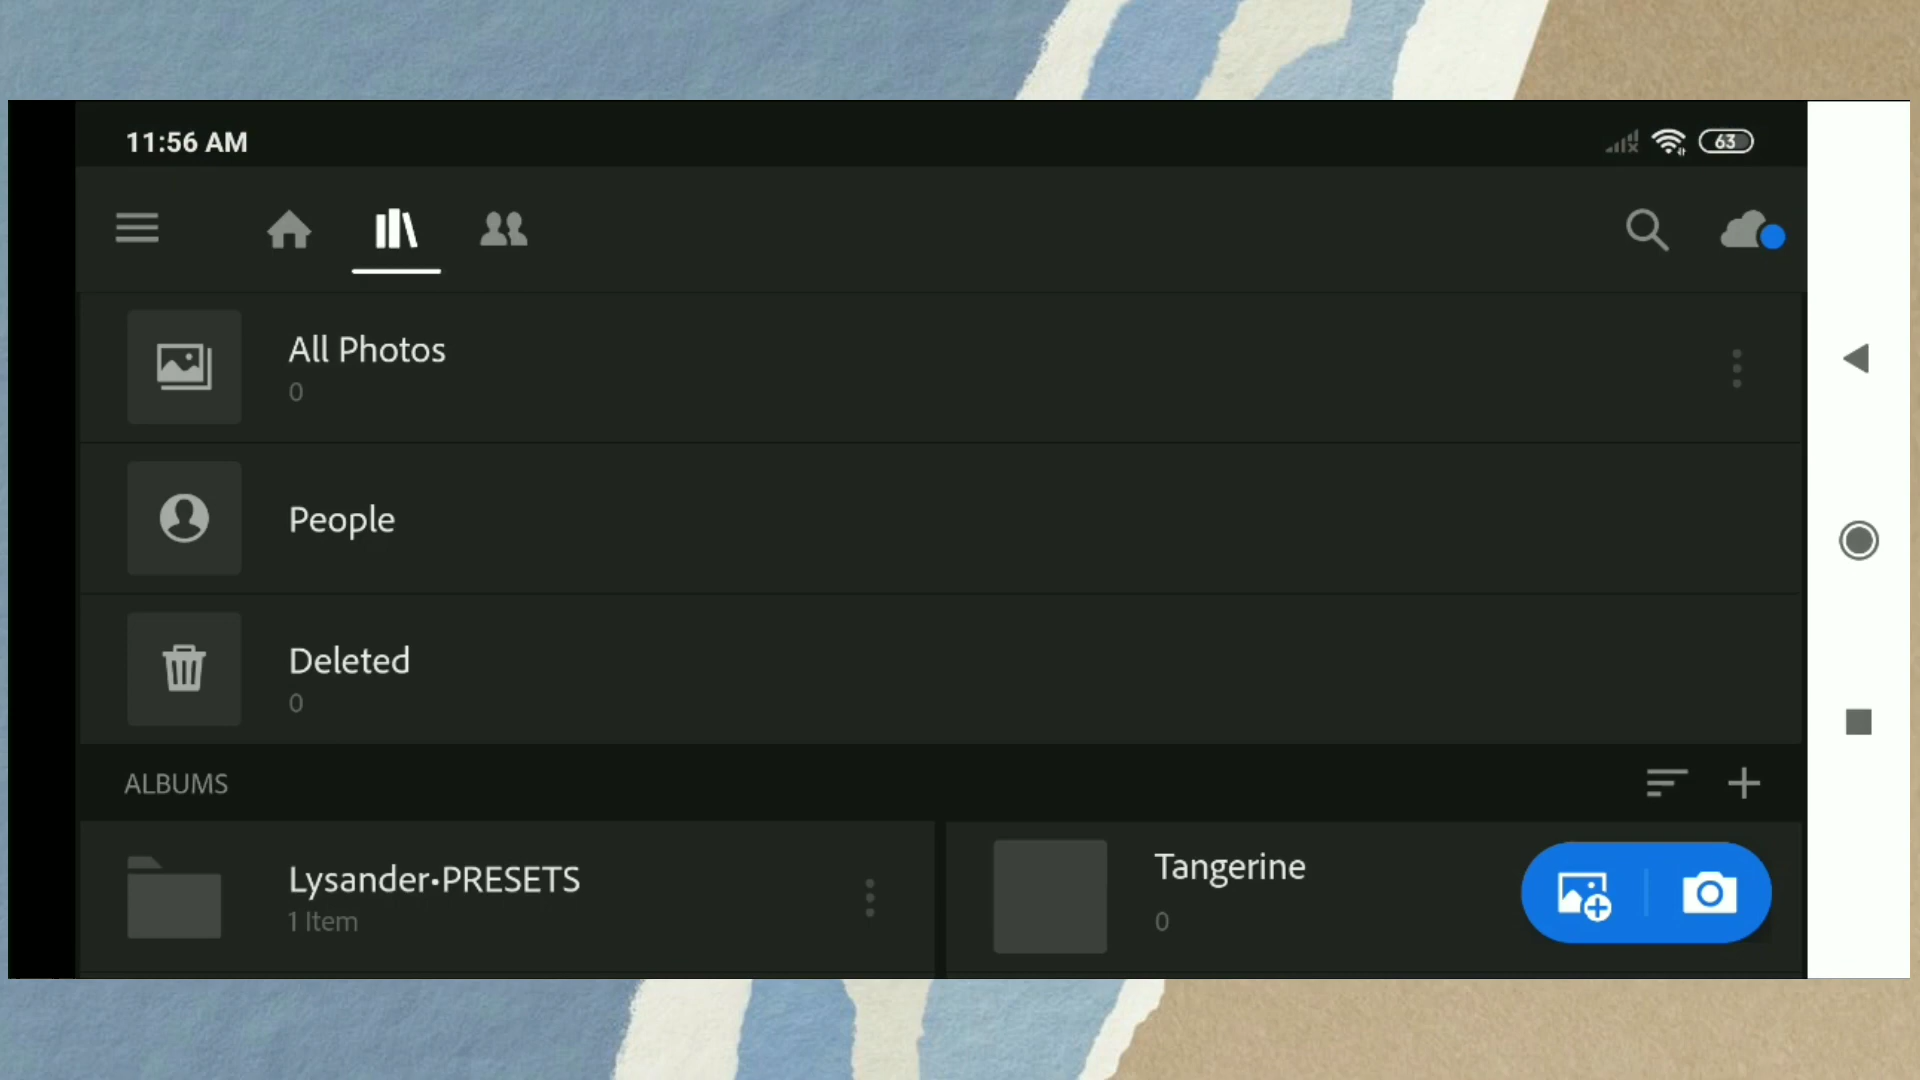 11:56 AM
63
All Photos
0
People
Deleted
0
ALBUMS
Lysander•PRESETS
1 Item
Tangerine
0